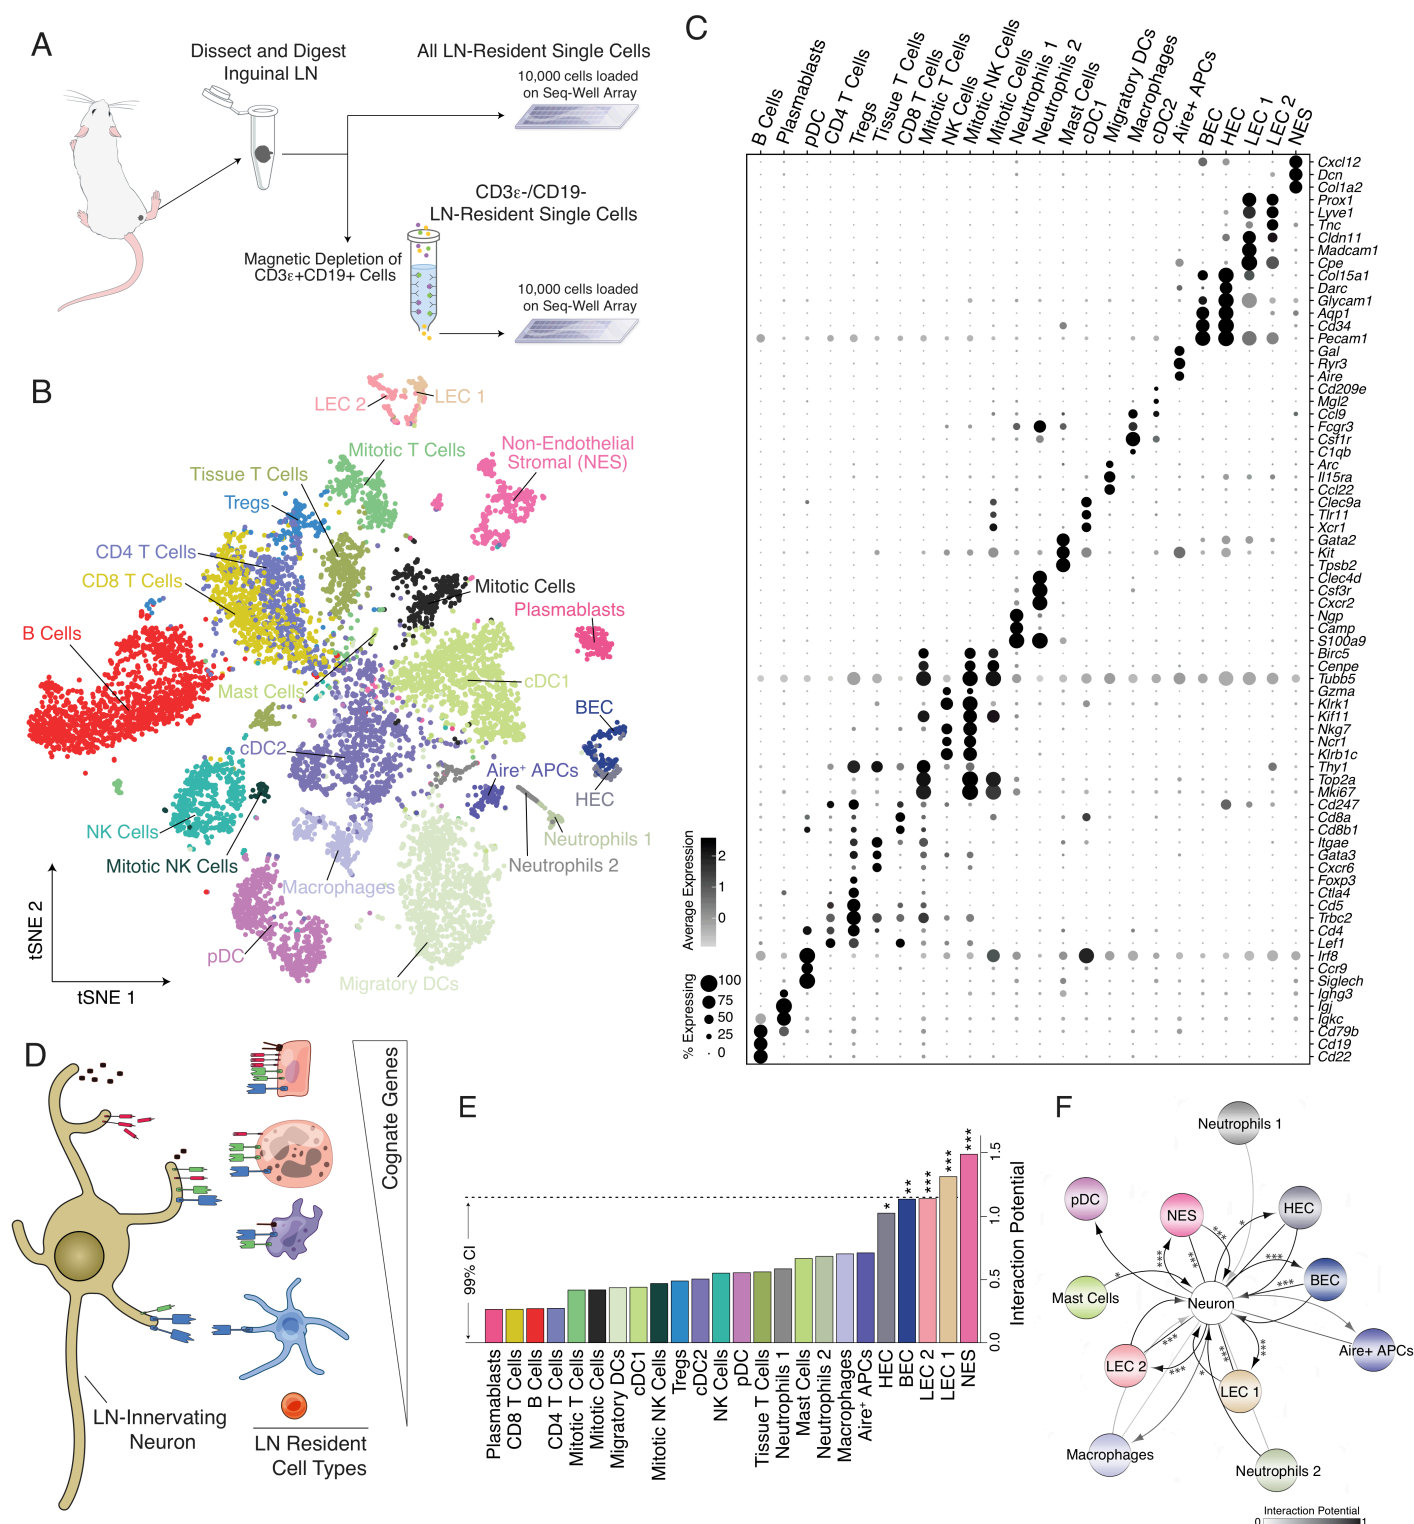 A
Dissect and Digest
Inguinal LN
All LN-Resident Single Cells
10,000 cells loaded
on Seq-Well Array
CD3ε-/CD19-
LN-Resident Single Cells
Magnetic Depletion of
CD3ε+CD19+ Cells
10,000 cells loaded
on Seq-Well Array
B
LEC 2
LEC 1
Mitotic T Cells
Non-Endothelial
Stromal (NES)
Tissue T Cells
Tregs
CD4 T Cells
CD8 T Cells
Mitotic Cells
Plasmablasts
B Cells
Mast Cells
cDC1
BEC
cDC2
Aire+ APCs
HEC
NK Cells
Neutrophils 1
Mitotic NK Cells
Neutrophils 2
Macrophages
pDC
Migratory DCs
tSNE 2
tSNE 1
C
B Cells
Plasmablasts
pDC
CD4 T Cells
Tregs
Tissue T Cells
CD8 T Cells
Mitotic T Cells
NK Cells
Mitotic NK Cells
Mitotic Cells
Neutrophils 1
Neutrophils 2
Mast Cells
cDC1
Migratory DCs
Macrophages
cDC2
Aire+ APCs
BEC
HEC
LEC 1
LEC 2
NES
Cxcl12
Dcn
Col1a2
Prox1
Lyve1
Tnc
Cldn11
Madcam1
Cpe
Col15a1
Darc
Glycam1
Aqp1
Cd34
Pecam1
Gal
Ryr3
Aire
Cd209e
Mgl2
Ccl9
Fcgr3
Csf1r
C1qb
Arc
Il15ra
Ccl22
Clec9a
Tlr11
Xcr1
Gata2
Kit
Tpsb2
Clec4d
Csf3r
Cxcr2
Ngp
Camp
S100a9
Birc5
Cenpe
Tubb5
Gzma
Klrk1
Kif11
Nkg7
Ncr1
Klrb1c
Thy1
Top2a
Mki67
Cd247
Cd8a
Cd8b1
Itgae
Gata3
Cxcr6
Foxp3
Ctla4
Cd5
Trbc2
Cd4
Lef1
Irf8
Ccr9
Siglech
Ighg3
Igj
Igkc
Cd79b
Cd19
Cd22
Average Expression
2
1
0
% Expressing
100
75
50
25
0
D
Cognate Genes
LN-Innervating
Neuron
LN Resident
Cell Types
E
99% CI
*
**
***
***
***
0.0
0.5
1.0
1.5
Interaction Potential
Plasmablasts
CD8 T Cells
B Cells
CD4 T Cells
Mitotic T Cells
Mitotic Cells
Migratory DCs
cDC1
Mitotic NK Cells
Tregs
cDC2
NK Cells
pDC
Tissue T Cells
Neutrophils 1
Mast Cells
Neutrophils 2
Macrophages
Aire+ APCs
HEC
BEC
LEC 2
LEC 1
NES
F
Neutrophils 1
pDC
NES
HEC
***
*
***
***
***
BEC
***
*
Mast Cells
Neuron
Aire+ APCs
***
***
LEC 2
***
*
***
LEC 1
Macrophages
Neutrophils 2
Interaction Potential
0
1